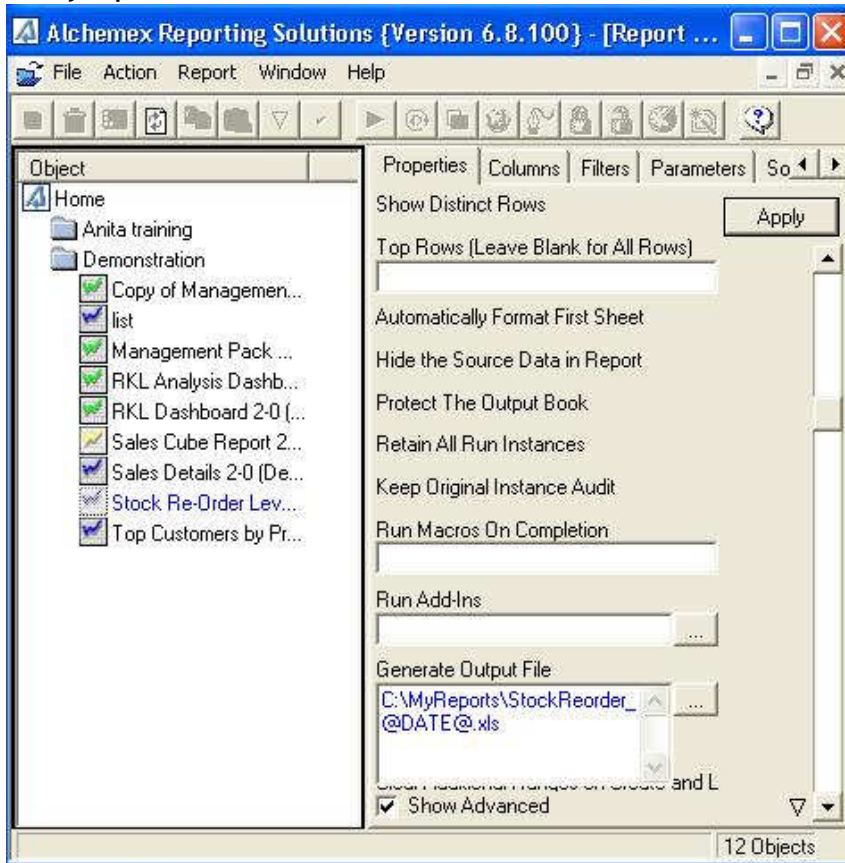 Alchemex Reporting Solutions {Version 6.8.100} - [Report ...
File Action Report Window Help
Object
Home
Anita training
Demonstration
Copy of Managemen...
list
Management Pack ...
RKL Analysis Dashb...
RKL Dashboard 2-0 (...
Sales Cube Report 2...
Sales Details 2-0 (De...
Stock Re-Order Lev...
Top Customers by Pr...
Properties Columns Filters Parameters So
Show Distinct Rows
Apply
Top Rows (Leave Blank for All Rows)
Automatically Format First Sheet
Hide the Source Data in Report
Protect The Output Book
Retain All Run Instances
Keep Original Instance Audit
Run Macros On Completion
Run Add-Ins
...
Generate Output File
C:\MyReports\StockReorder_
@DATE@.xls
...
and L
Show Advanced
12 Objects